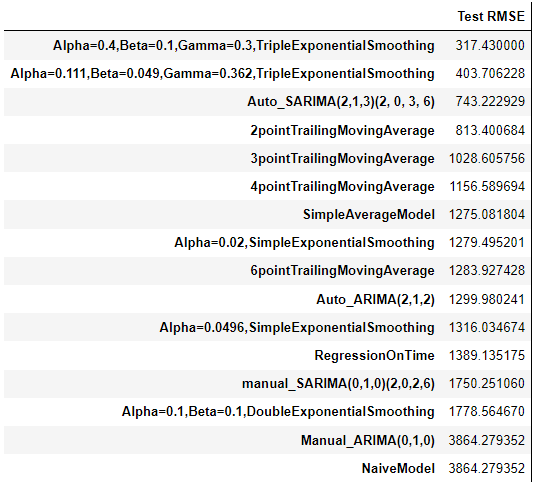 Test RMSE
Alpha=0.4,Beta=0.1,Gamma=0.3,TripleExponentialSmoothing 317.430000
Alpha=0.111,Beta=0.049,Gamma=0.362,TripleExponentialSmoothing 403.706228
Auto_SARIMA(2,1,3)(2, 0, 3, 6) 743.222929
2pointTrailingMovingAverage 813.400684
3pointTrailingMovingAverage 1028.605756
4pointTrailingMovingAverage 1156.589694
SimpleAverageModel 1275.081804
Alpha=0.02,SimpleExponentialSmoothing 1279.495201
6pointTrailingMovingAverage 1283.927428
Auto_ARIMA(2,1,2) 1299.980241
Alpha=0.0496,SimpleExponentialSmoothing 1316.034674
RegressionOnTime 1389.135175
manual_SARIMA(0,1,0)(2,0,2,6) 1750.251060
Alpha=0.1,Beta=0.1,DoubleExponentialSmoothing 1778.564670
Manual_ARIMA(0,1,0) 3864.279352
NaiveModel 3864.279352